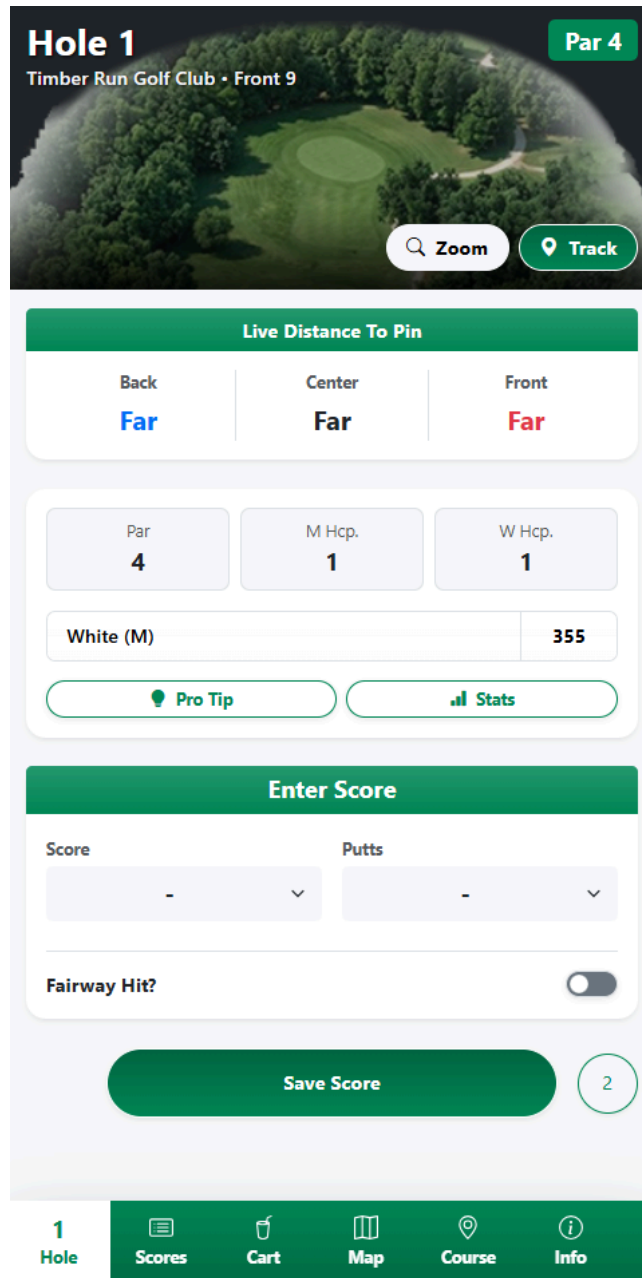 Hole 1
Par 4
Timber Run Golf Club • Front 9
Zoom
Track
Live Distance To Pin
Back Center Front
Far Far Far
Par M Hcp. W Hcp.
4 1 1
White (M) 355
Pro Tip Stats
Enter Score
Score Putts
- -
Fairway Hit?
Save Score 2
1
Hole Scores Cart Map Course Info